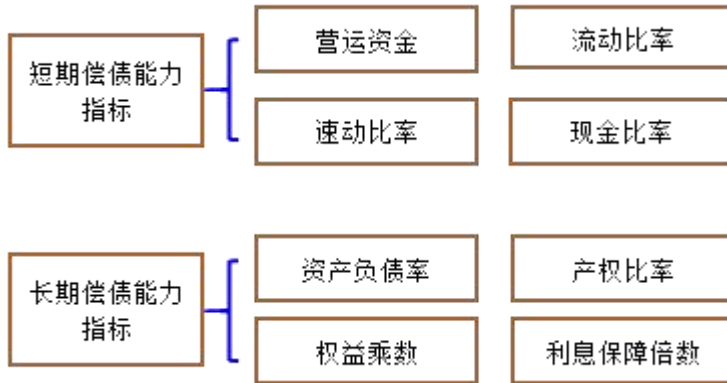 短期偿债能力
指标
营运资金
流动比率
速动比率
现金比率
长期偿债能力
指标
资产负债率
产权比率
权益乘数
利息保障倍数